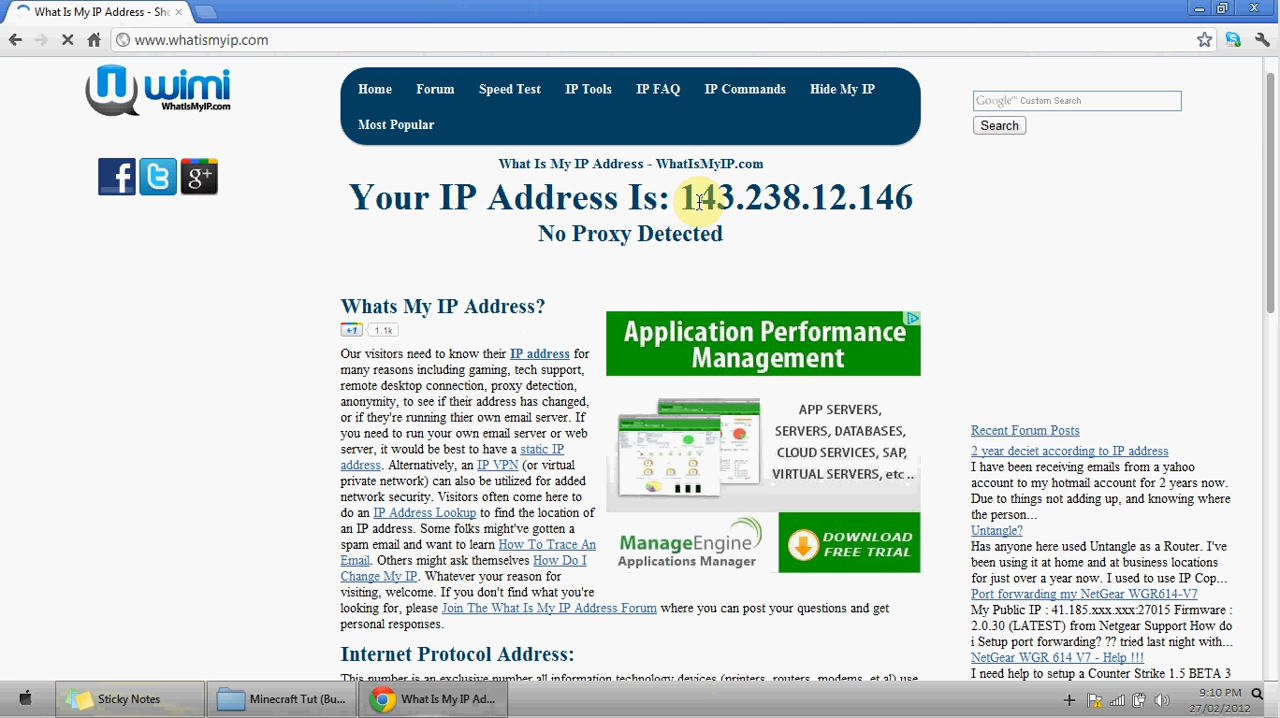 What Is My IP Address - Sho
www.whatismyip.com
wimi
WhatIsMyIP.com
Home Forum Speed Test IP Tools IP FAQ IP Commands Hide My IP
Most Popular
Google™ Custom Search
Search
What Is My IP Address - WhatIsMyIP.com
Your IP Address Is: 143.238.12.146
No Proxy Detected
Whats My IP Address?
+1 1.1k
Our visitors need to know their IP address for
many reasons including gaming, tech support,
remote desktop connection, proxy detection,
anonymity, to see if their address has changed,
or if they're running thier own email server. If
you need to run your own email server or web
server, it would be best to have a static IP
address. Alternatively, an IP VPN (or virtual
private network) can also be utilized for added
network security. Visitors often come here to
do an IP Address Lookup to find the location of
an IP address. Some folks might've gotten a
spam email and want to learn How To Trace An
Email. Others might ask themselves How Do I
Change My IP. Whatever your reason for
visiting, welcome. If you don't find what you're
looking for, please Join The What Is My IP Address Forum where you can post your questions and get
personal responses.
Application Performance
Management
APP SERVERS,
SERVERS, DATABASES,
CLOUD SERVICES, SAP,
VIRTUAL SERVERS, etc ..
ManageEngine
Applications Manager
DOWNLOAD
FREE TRIAL
Internet Protocol Address:
This number is an exclusive number all information technology devices (printers, routers, modems, et al) use
Recent Forum Posts
2 year deciet according to IP address
I have been receiving emails from a yahoo
account to my hotmail account for 2 years now.
Due to things not adding up, and knowing where
the person...
Untangle?
Has anyone here used Untangle as a Router. I've
been using it at home and at business locations
for just over a year now. I used to use IP Cop...
Port forwarding my NetGear WGR614-V7
My Public IP : 41.185.xxx.xxx:27015 Firmware :
2.0.30 (LATEST) from Netgear Support How do
i Setup port forwarding? ?? tried last night with...
NetGear WGR 614 V7 - Help !!!
I need help to setup a Counter Strike 1.5 BETA 3
Sticky Notes
Minecraft Tut (Bu...
What Is My IP Ad...
9:10 PM
27/02/2012